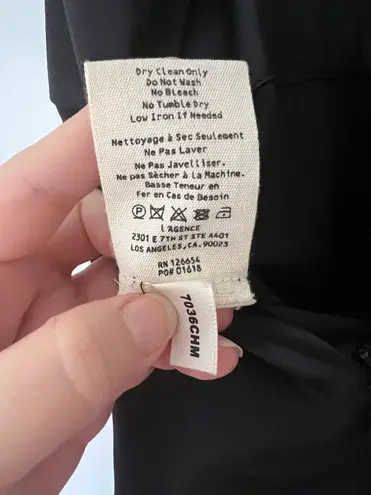 Dry Clean Only
Do Not Wash
No Bleach
No Tumble Dry
Low Iron If Needed
Nettoyage à Sec Seulement
Ne Pas Laver
Ne Pas Javelliser.
Ne pas Sècher à La Machine.
Basse Teneur en
Fer en Cas de Besoin
P
L'AGENCE
2301 E 7TH ST STE A401
LOS ANGELES, CA. 90023
RN 126654
PO# 01618
7036CHM